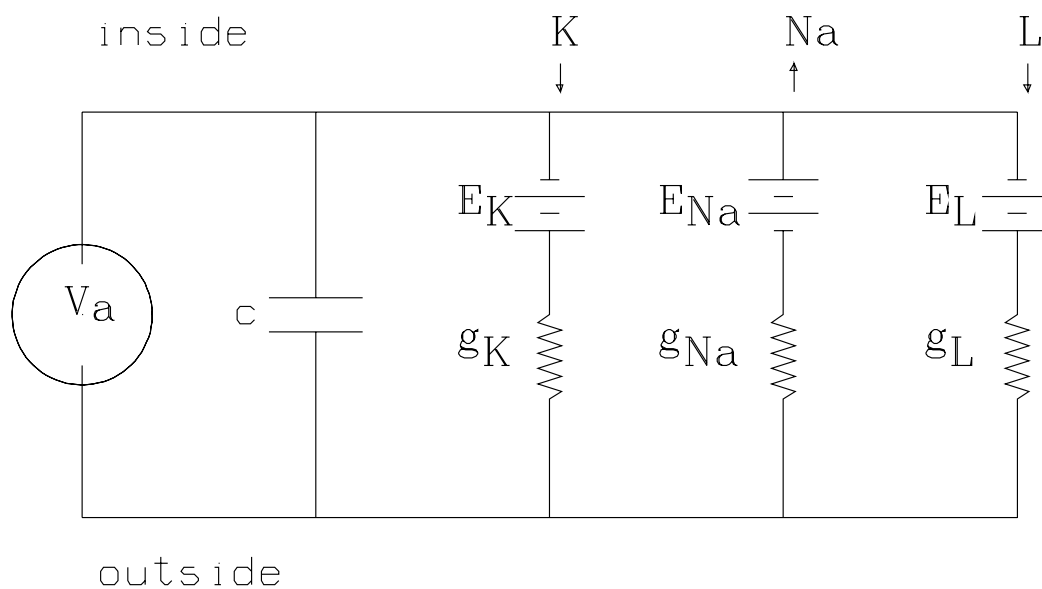 inside K Na L
E_K E_Na E_L
Va c g_K g_Na g_L
outside